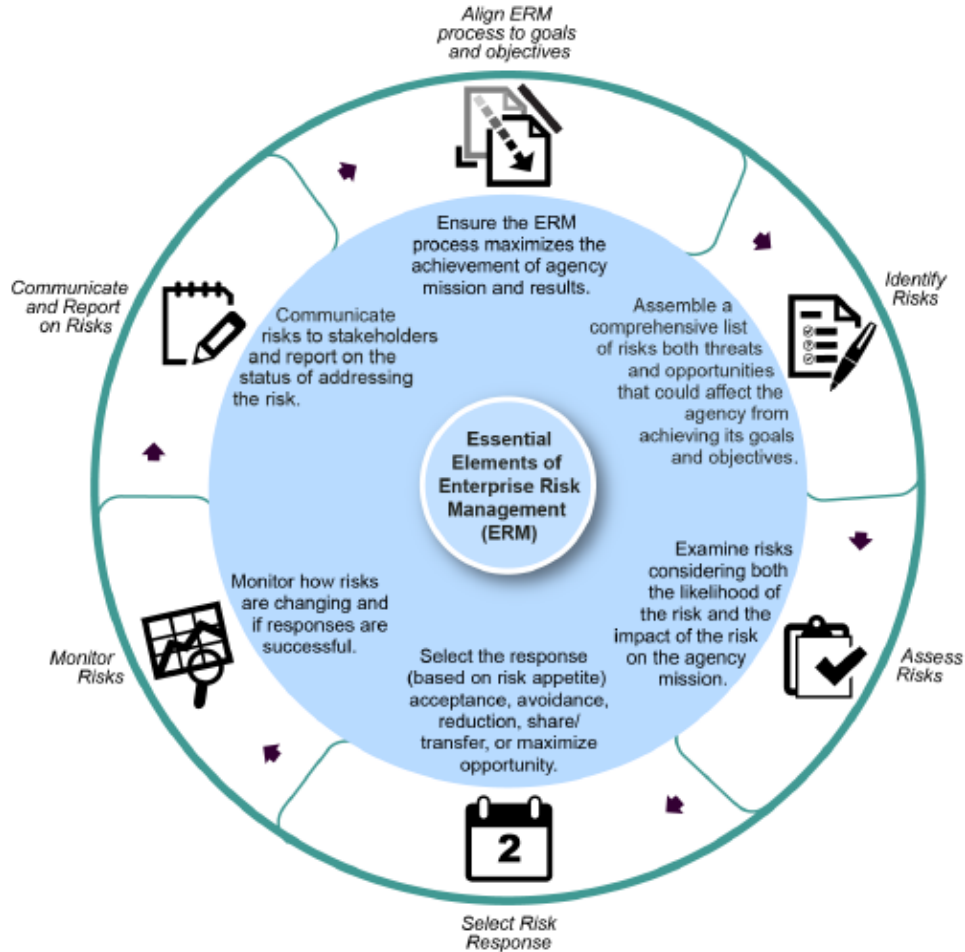 Align ERM
process to goals
and objectives
Ensure the ERM
process maximizes the
achievement of agency
mission and results.
Identify
Risks
Assemble a
comprehensive list
of risks both threats
and opportunities
that could affect the
agency from
achieving its goals
and objectives.
Assess
Risks
Examine risks
considering both
the likelihood of
the risk and the
impact of the risk
on the agency
mission.
Select Risk
Response
Select the response
(based on risk appetite)
acceptance, avoidance,
reduction, share/
transfer, or maximize
opportunity.
2
Monitor
Risks
Monitor how risks
are changing and
if responses are
successful.
Communicate
and Report
on Risks
Communicate
risks to stakeholders
and report on the
status of addressing
the risk.
Essential
Elements of
Enterprise Risk
Management
(ERM)